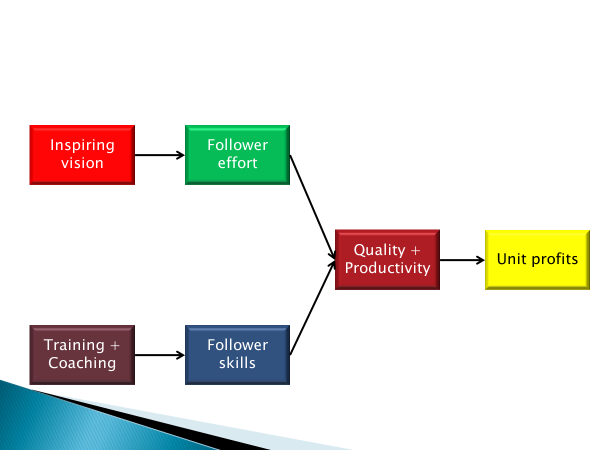 Inspiring
vision
Follower
effort
Quality +
Productivity
Unit profits
Training +
Coaching
Follower
skills